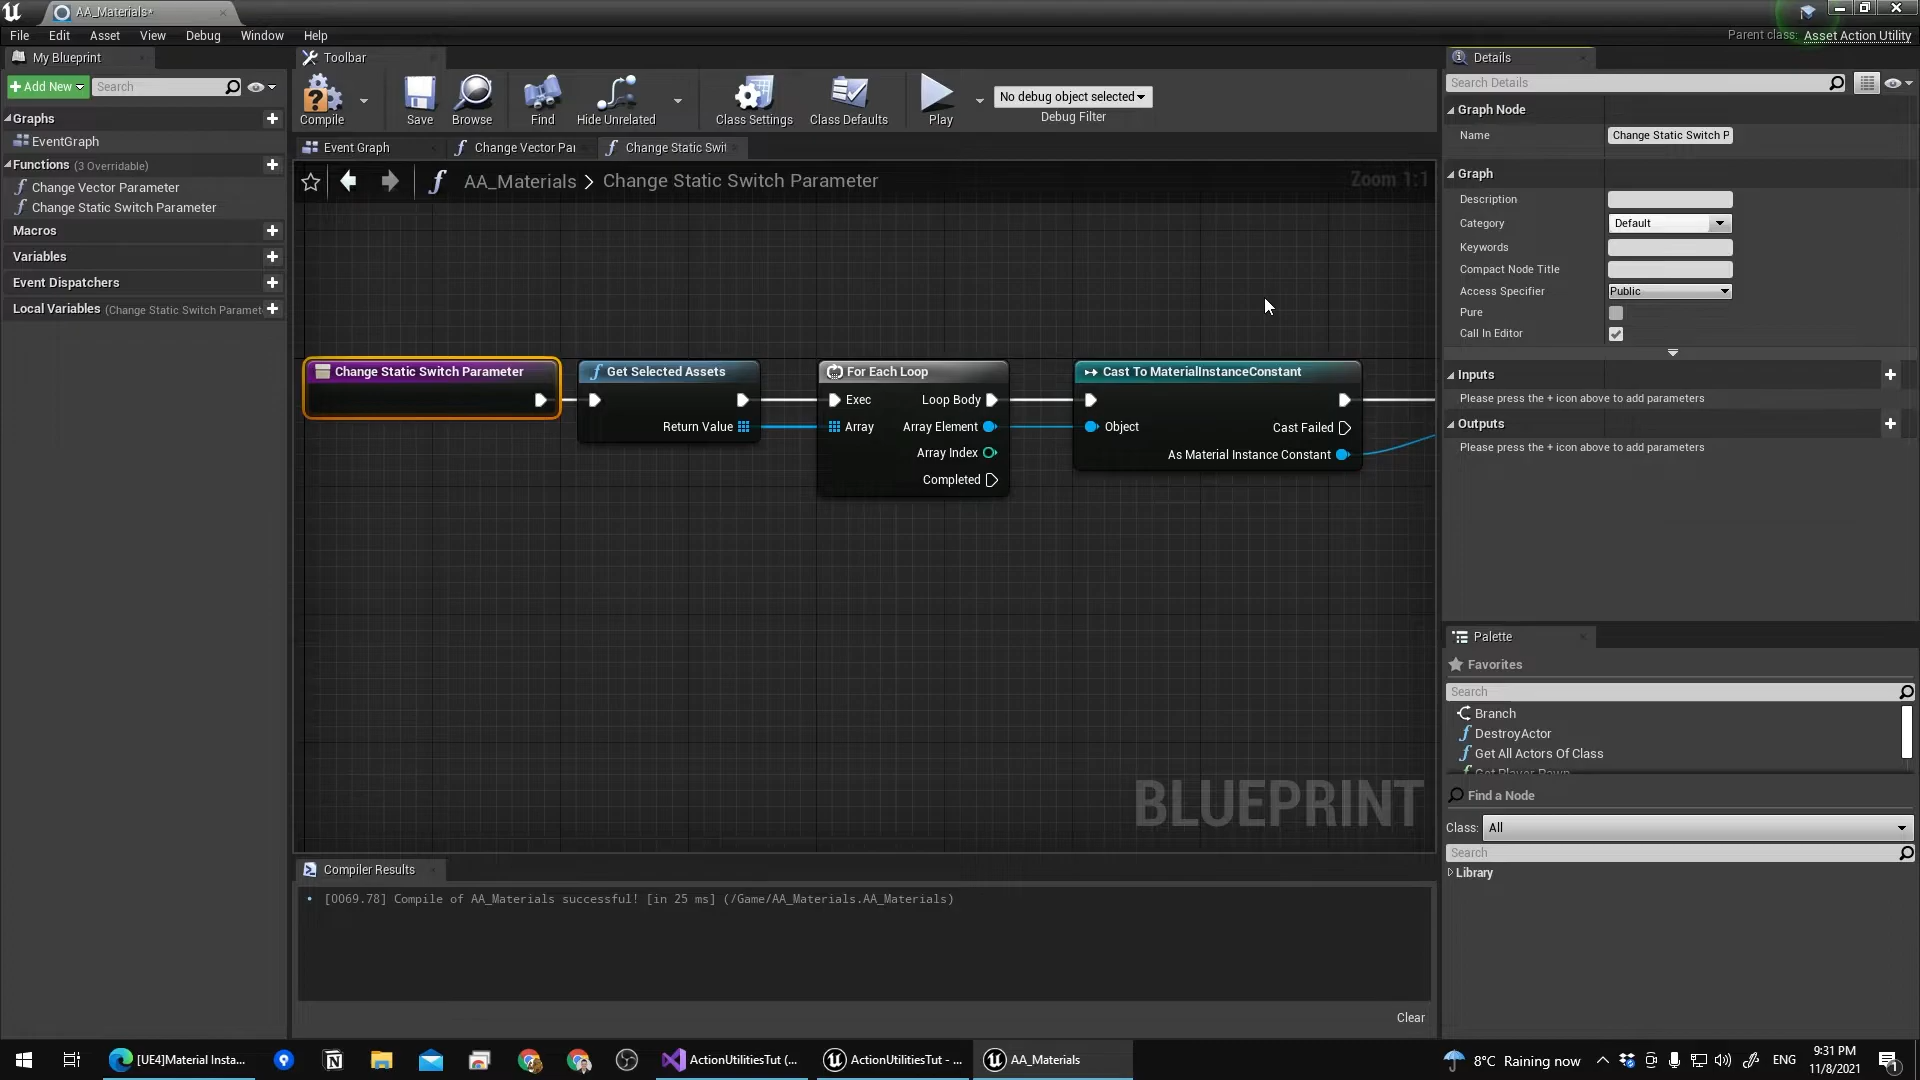 AA_Materials*
File Edit Asset View Debug Window Help
Parent class: Asset Action Utility
My Blueprint
Add New
Search
Graphs
EventGraph
Functions (3 Overridable)
Change Vector Parameter
Change Static Switch Parameter
Macros
Variables
Event Dispatchers
Local Variables (Change Static Switch Paramet
Toolbar
Compile
Save
Browse
Find
Hide Unrelated
Class Settings
Class Defaults
Play
No debug object selected
Debug Filter
Event Graph
Change Vector Par
Change Static Swit
AA_Materials > Change Static Switch Parameter
Zoom 1:1
Change Static Switch Parameter
Get Selected Assets
Return Value
For Each Loop
Exec Loop Body
Array Array Element
Array Index
Completed
Cast To MaterialInstanceConstant
Object Cast Failed
As Material Instance Constant
BLUEPRINT
Compiler Results
• [0069.78] Compile of AA_Materials successful! [in 25 ms] (/Game/AA_Materials.AA_Materials)
Clear
Details
Search Details
Graph Node
Name Change Static Switch P
Graph
Description
Category Default
Keywords
Compact Node Title
Access Specifier Public
Pure
Call In Editor
Inputs
Please press the + icon above to add parameters
Outputs
Please press the + icon above to add parameters
Palette
Favorites
Search
Branch
DestroyActor
Get All Actors Of Class
Get Player Pawn
Find a Node
Class: All
Search
Library
[UE4]Material Insta...
ActionUtilitiesTut (...
ActionUtilitiesTut - ...
AA_Materials
8°C Raining now
ENG
9:31 PM
11/8/2021
1